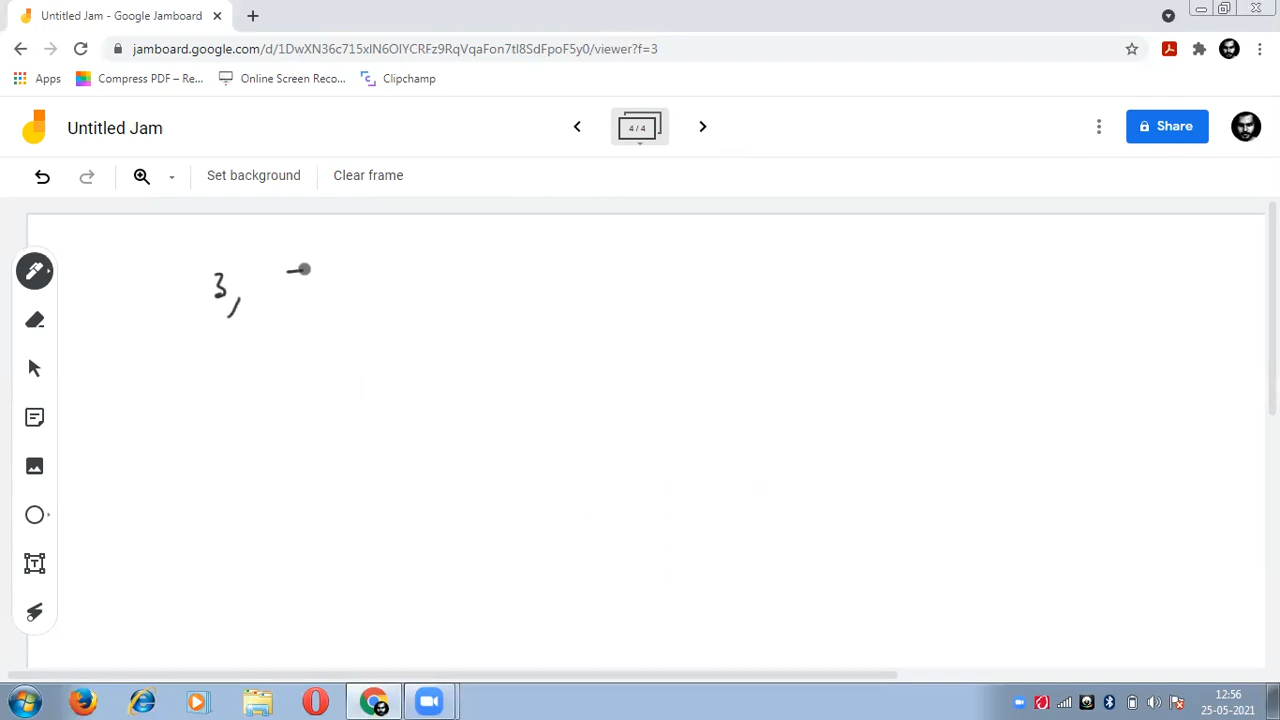 Untitled Jam - Google Jamboard
jamboard.google.com/d/1DwXN36c715xIN6OIYCRFz9RqVqaFon7tI8SdFpoF5y0/viewer?f=3
Apps
Compress PDF – Re...
Online Screen Reco...
Clipchamp
Untitled Jam
4 / 4
Share
Set background
Clear frame
3, –
12:56
25-05-2021